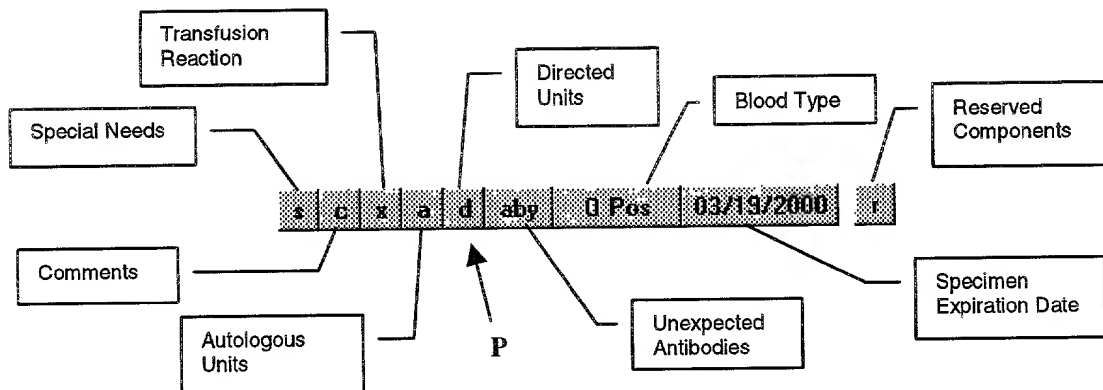 Transfusion
Reaction
Directed
Units
Blood Type
Reserved
Components
Special Needs
s c x a d aby O Pos 03/19/2000 r
Comments
Autologous
Units
P
Unexpected
Antibodies
Specimen
Expiration Date